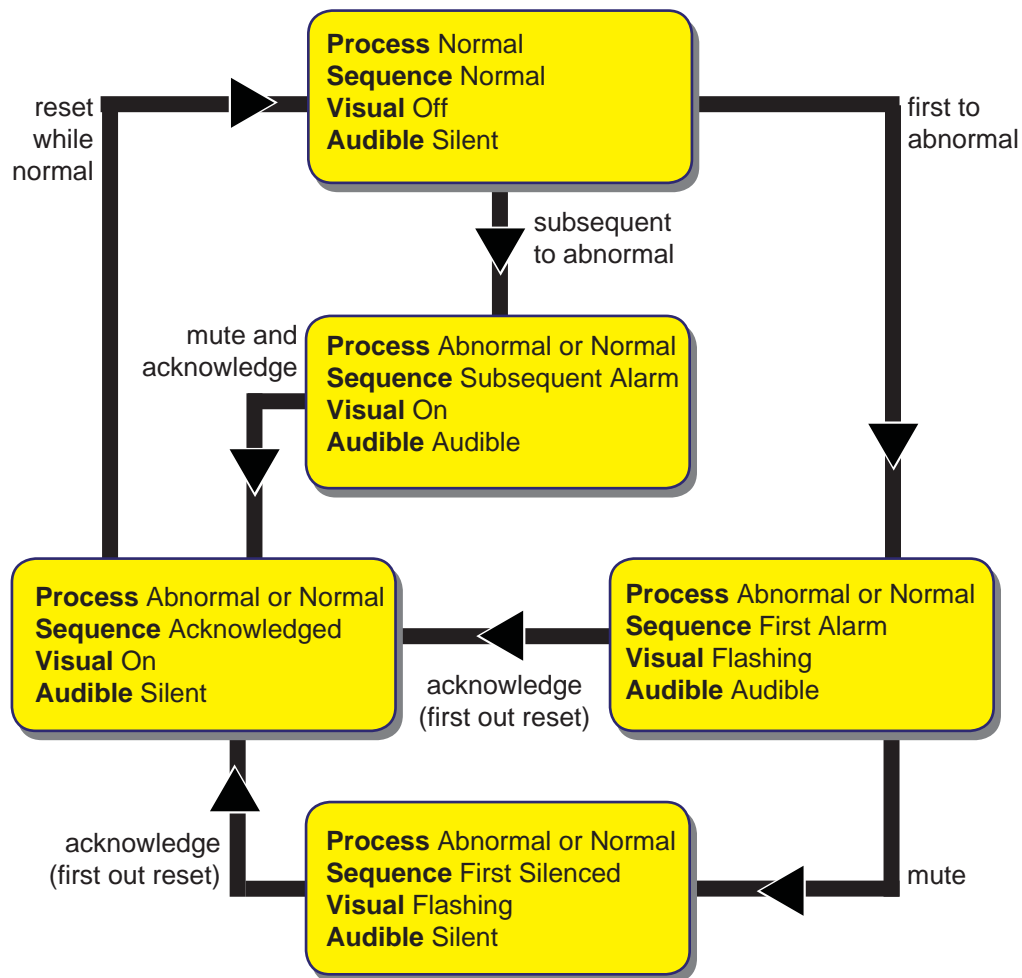 Process Normal
Sequence Normal
Visual Off
Audible Silent
reset
while
normal
first to
abnormal
subsequent
to abnormal
mute and
acknowledge
Process Abnormal or Normal
Sequence Subsequent Alarm
Visual On
Audible Audible
Process Abnormal or Normal
Sequence Acknowledged
Visual On
Audible Silent
Process Abnormal or Normal
Sequence First Alarm
Visual Flashing
Audible Audible
acknowledge
(first out reset)
acknowledge
(first out reset)
Process Abnormal or Normal
Sequence First Silenced
Visual Flashing
Audible Silent
mute